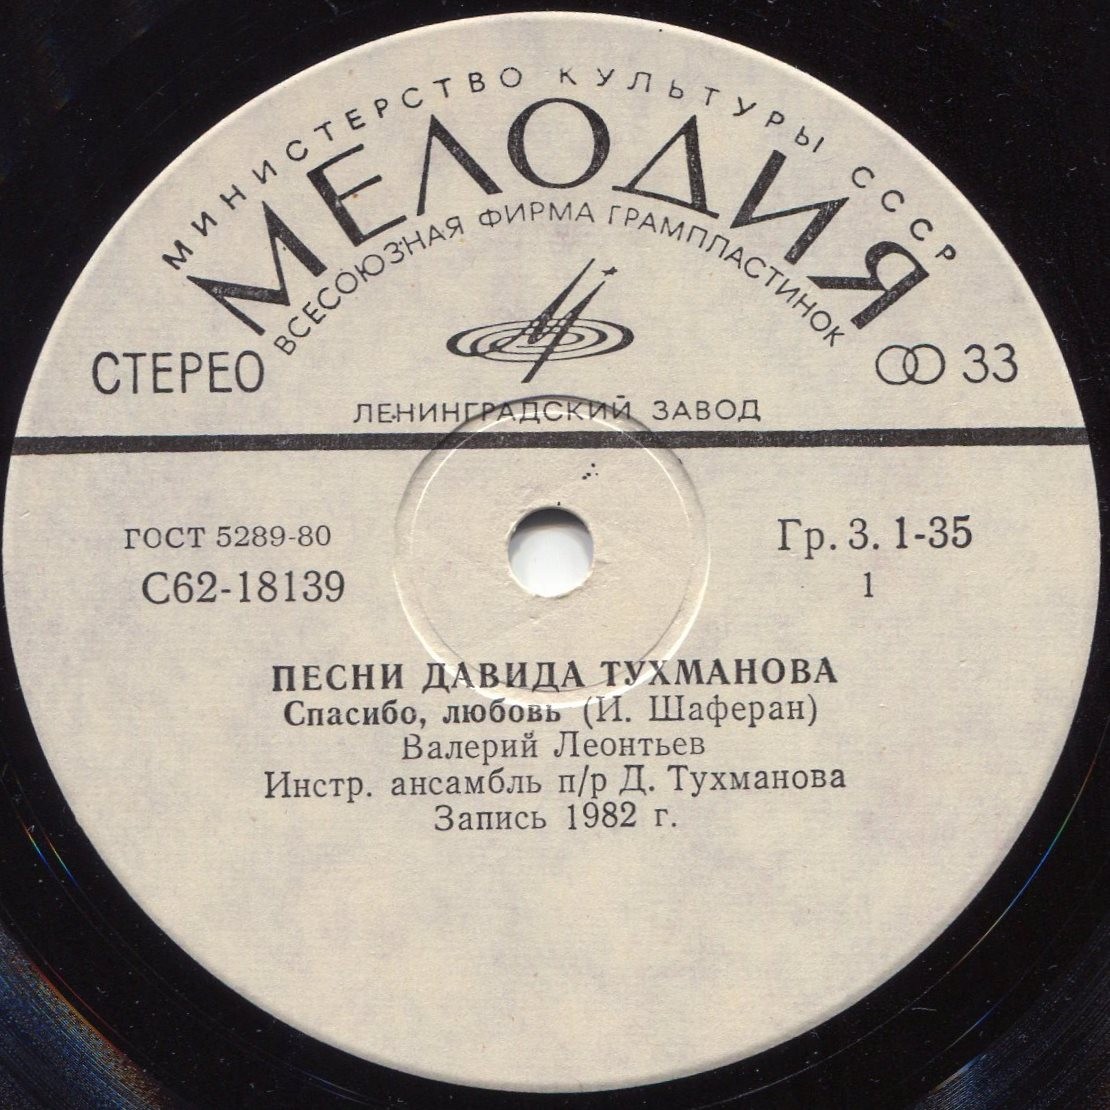 МИНИСТЕРСТВО КУЛЬТУРЫ СССР
МЕЛОДИЯ
ВСЕСОЮЗНАЯ ФИРМА ГРАМПЛАСТИНОК
СТЕРЕО
33
ЛЕНИНГРАДСКИЙ ЗАВОД
ГОСТ 5289-80
Гр. 3. 1-35
С62-18139
1
ПЕСНИ ДАВИДА ТУХМАНОВА
Спасибо, любовь (И. Шаферан)
Валерий Леонтьев
Инстр. ансамбль п/р Д. Тухманова
Запись 1982 г.